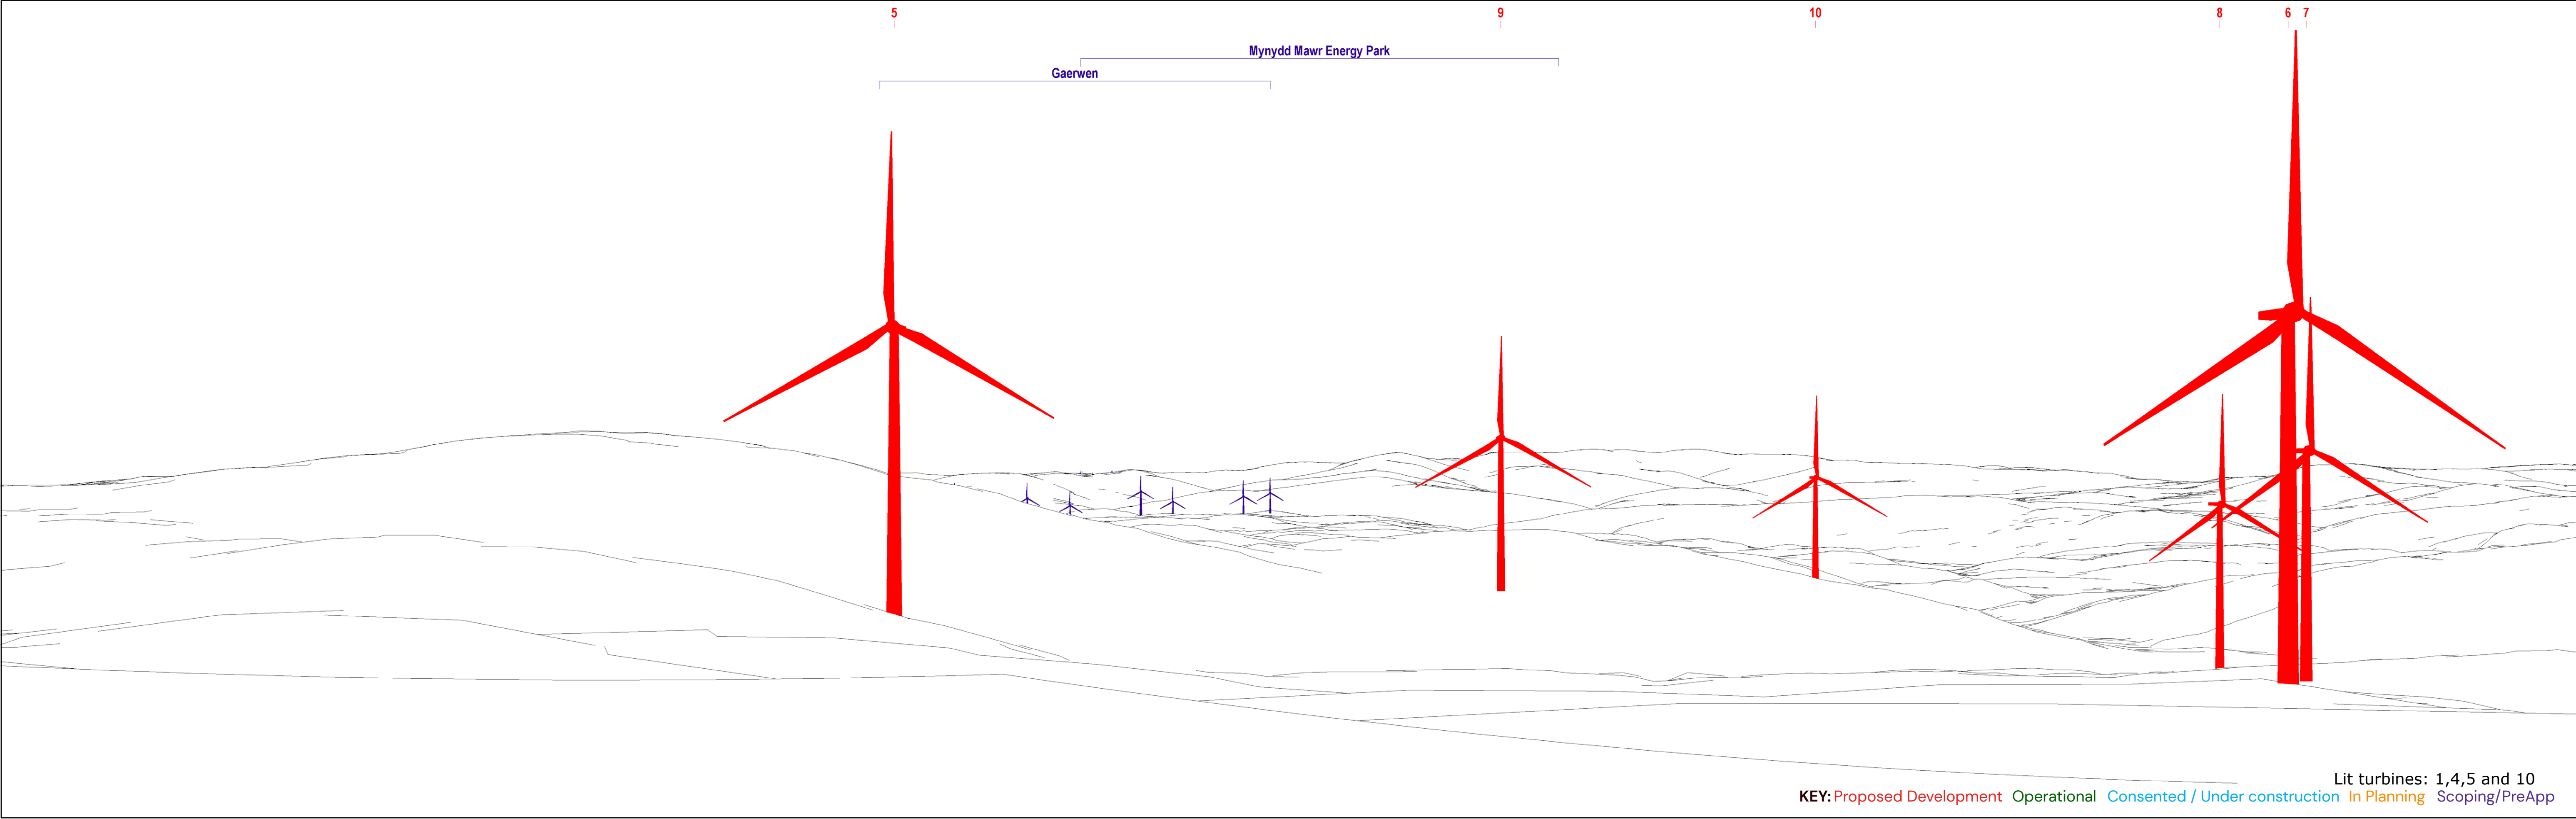 5 9 10 8 6 7
Mynydd Mawr Energy Park
Gaerwen
Lit turbines: 1,4,5 and 10
KEY: Proposed Development Operational Consented / Under construction In Planning Scoping/PreApp